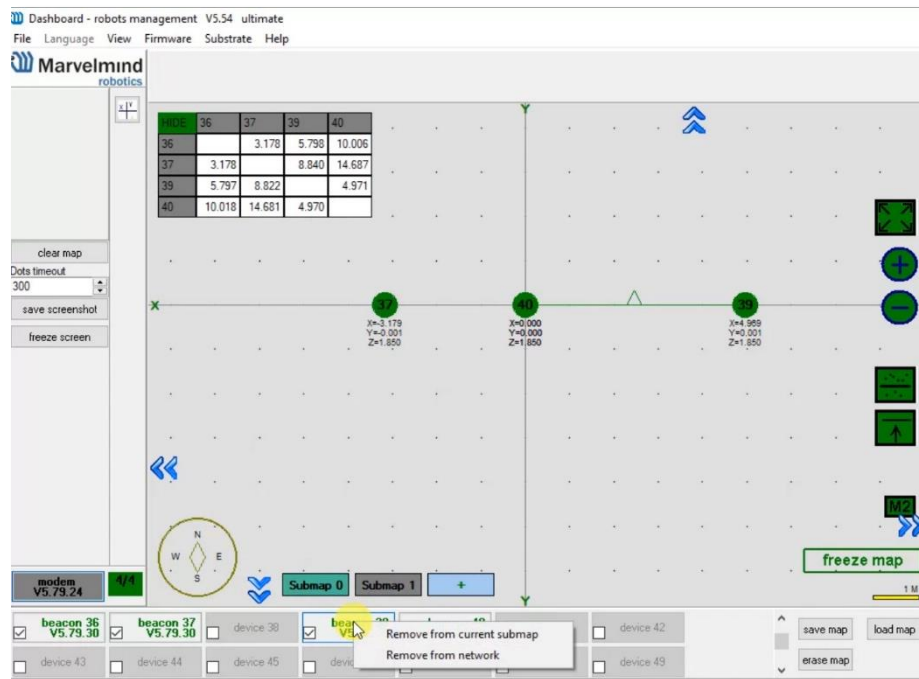 Dashboard - robots management V5.54 ultimate
File Language View Firmware Substrate Help
Marvelmind
robotics
x Y
HIDE 36 37 39 40
36 3.178 5.798 10.006
37 3.178 8.840 14.687
39 5.797 8.822 4.971
40 10.018 14.681 4.970
Y
clear map
Dots timeout
300
save screenshot
freeze screen
X
37
X=-3.179
Y=-0.001
Z=1.850
40
X=0.000
Y=0.000
Z=1.850
39
X=4.969
Y=0.001
Z=1.850
M2
N
W E
S
freeze map
1 M
modem
V5.79.24
4/4
Submap 0 Submap 1 +
Y
beacon 36
V5.79.30
beacon 37
V5.79.30
device 38
Remove from current submap
Remove from network
device 42
save map load map
device 43 device 44 device 45 device 49
erase map